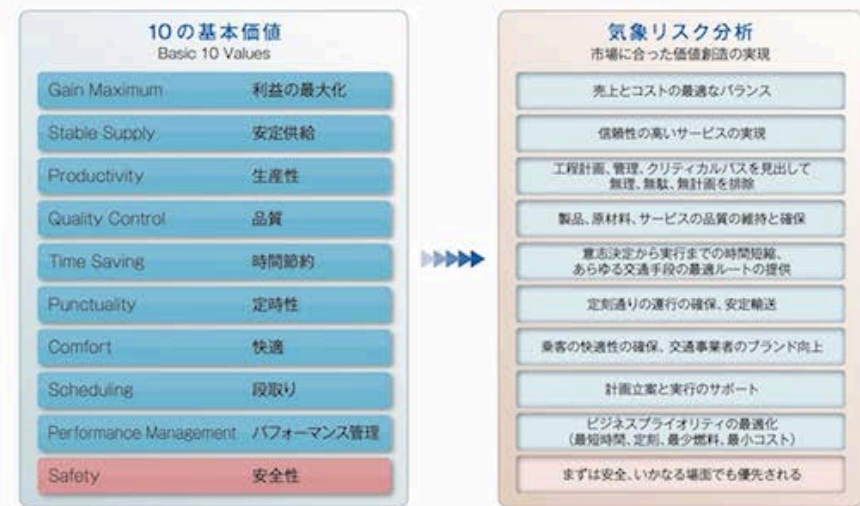 10の基本価値
Basic 10 Values
Gain Maximum 利益の最大化
Stable Supply 安定供給
Productivity 生産性
Quality Control 品質
Time Saving 時間節約
Punctuality 定時性
Comfort 快適
Scheduling 段取り
Performance Management パフォーマンス管理
Safety 安全性
気象リスク分析
市場に合った価値創造の実現
売上とコストの最適なバランス
信頼性の高いサービスの実現
工程計画、管理、クリティカルパスを見出して
無理、無駄、無計画を排除
製品、原材料、サービスの品質の維持と確保
意志決定から実行までの時間短縮、
あらゆる交通手段の最適ルートの提供
定刻通りの運行の確保、安定輸送
乗客の快適性の確保、交通事業者のブランド向上
計画立案と実行のサポート
ビジネスプライオリティの最適化
（最短時間、定刻、最少燃料、最小コスト）
まずは安全、いかなる場面でも優先される